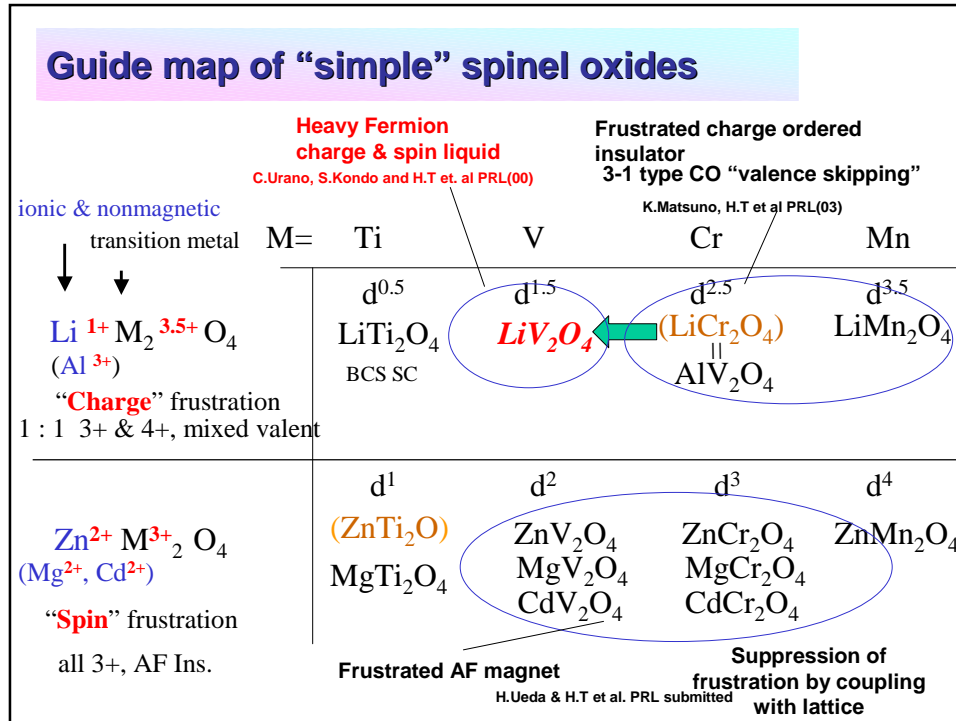 Guide map of “simple” spinel oxides
Heavy Fermion
charge & spin liquid
C.Urano, S.Kondo and H.T et. al PRL(00)
Frustrated charge ordered
insulator
3-1 type CO “valence skipping”
K.Matsuno, H.T et al PRL(03)
ionic & nonmagnetic
transition metal
M= Ti V Cr Mn
d0.5 d1.5 d2.5 d3.5
Li 1+ M2 3.5+ O4
LiTi2O4 LiV2O4 (LiCr2O4) LiMn2O4
(Al 3+)
BCS SC
=
AlV2O4
“Charge” frustration
1 : 1 3+ & 4+, mixed valent
d1 d2 d3 d4
Zn2+ M3+2 O4
(ZnTi2O) ZnV2O4 ZnCr2O4 ZnMn2O4
(Mg2+, Cd2+)
MgTi2O4 MgV2O4 MgCr2O4
CdV2O4 CdCr2O4
“Spin” frustration
all 3+, AF Ins.
Frustrated AF magnet
H.Ueda & H.T et al. PRL submitted
Suppression of
frustration by coupling
with lattice